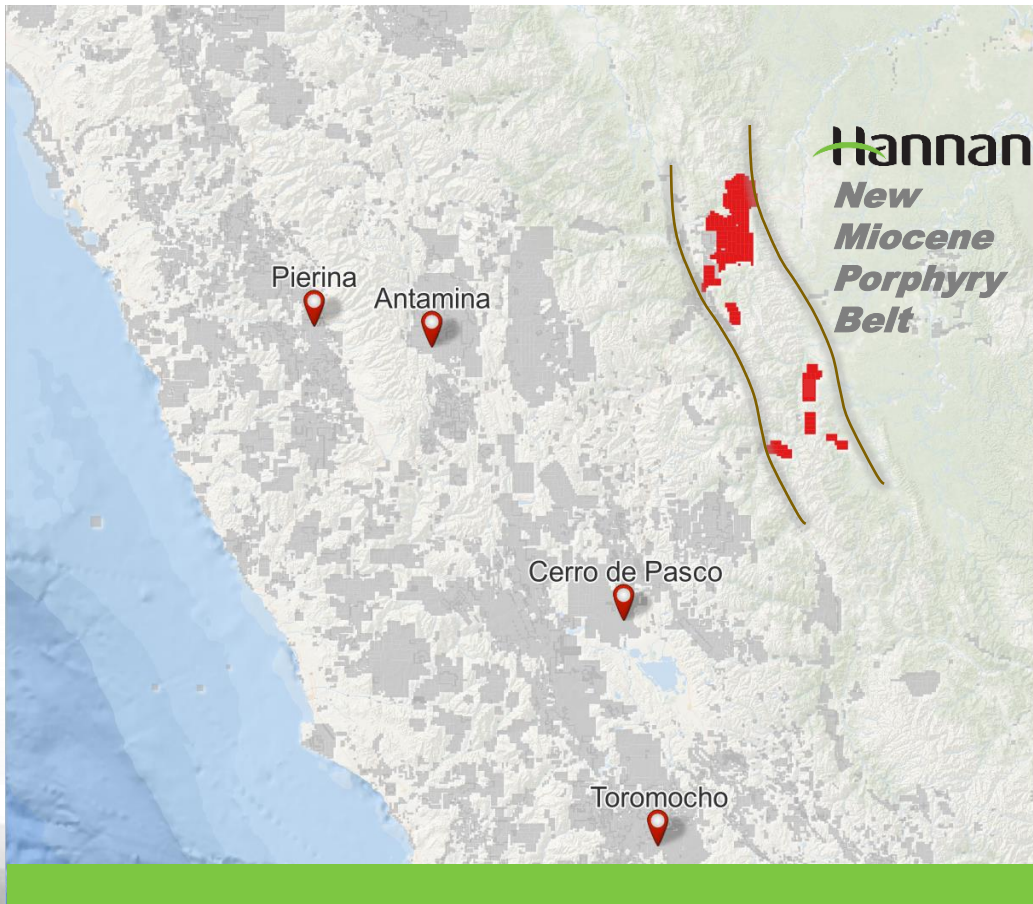 Hannan
New
Miocene
Porphyry
Belt
Pierina
Antamina
Cerro de Pasco
Toromocho